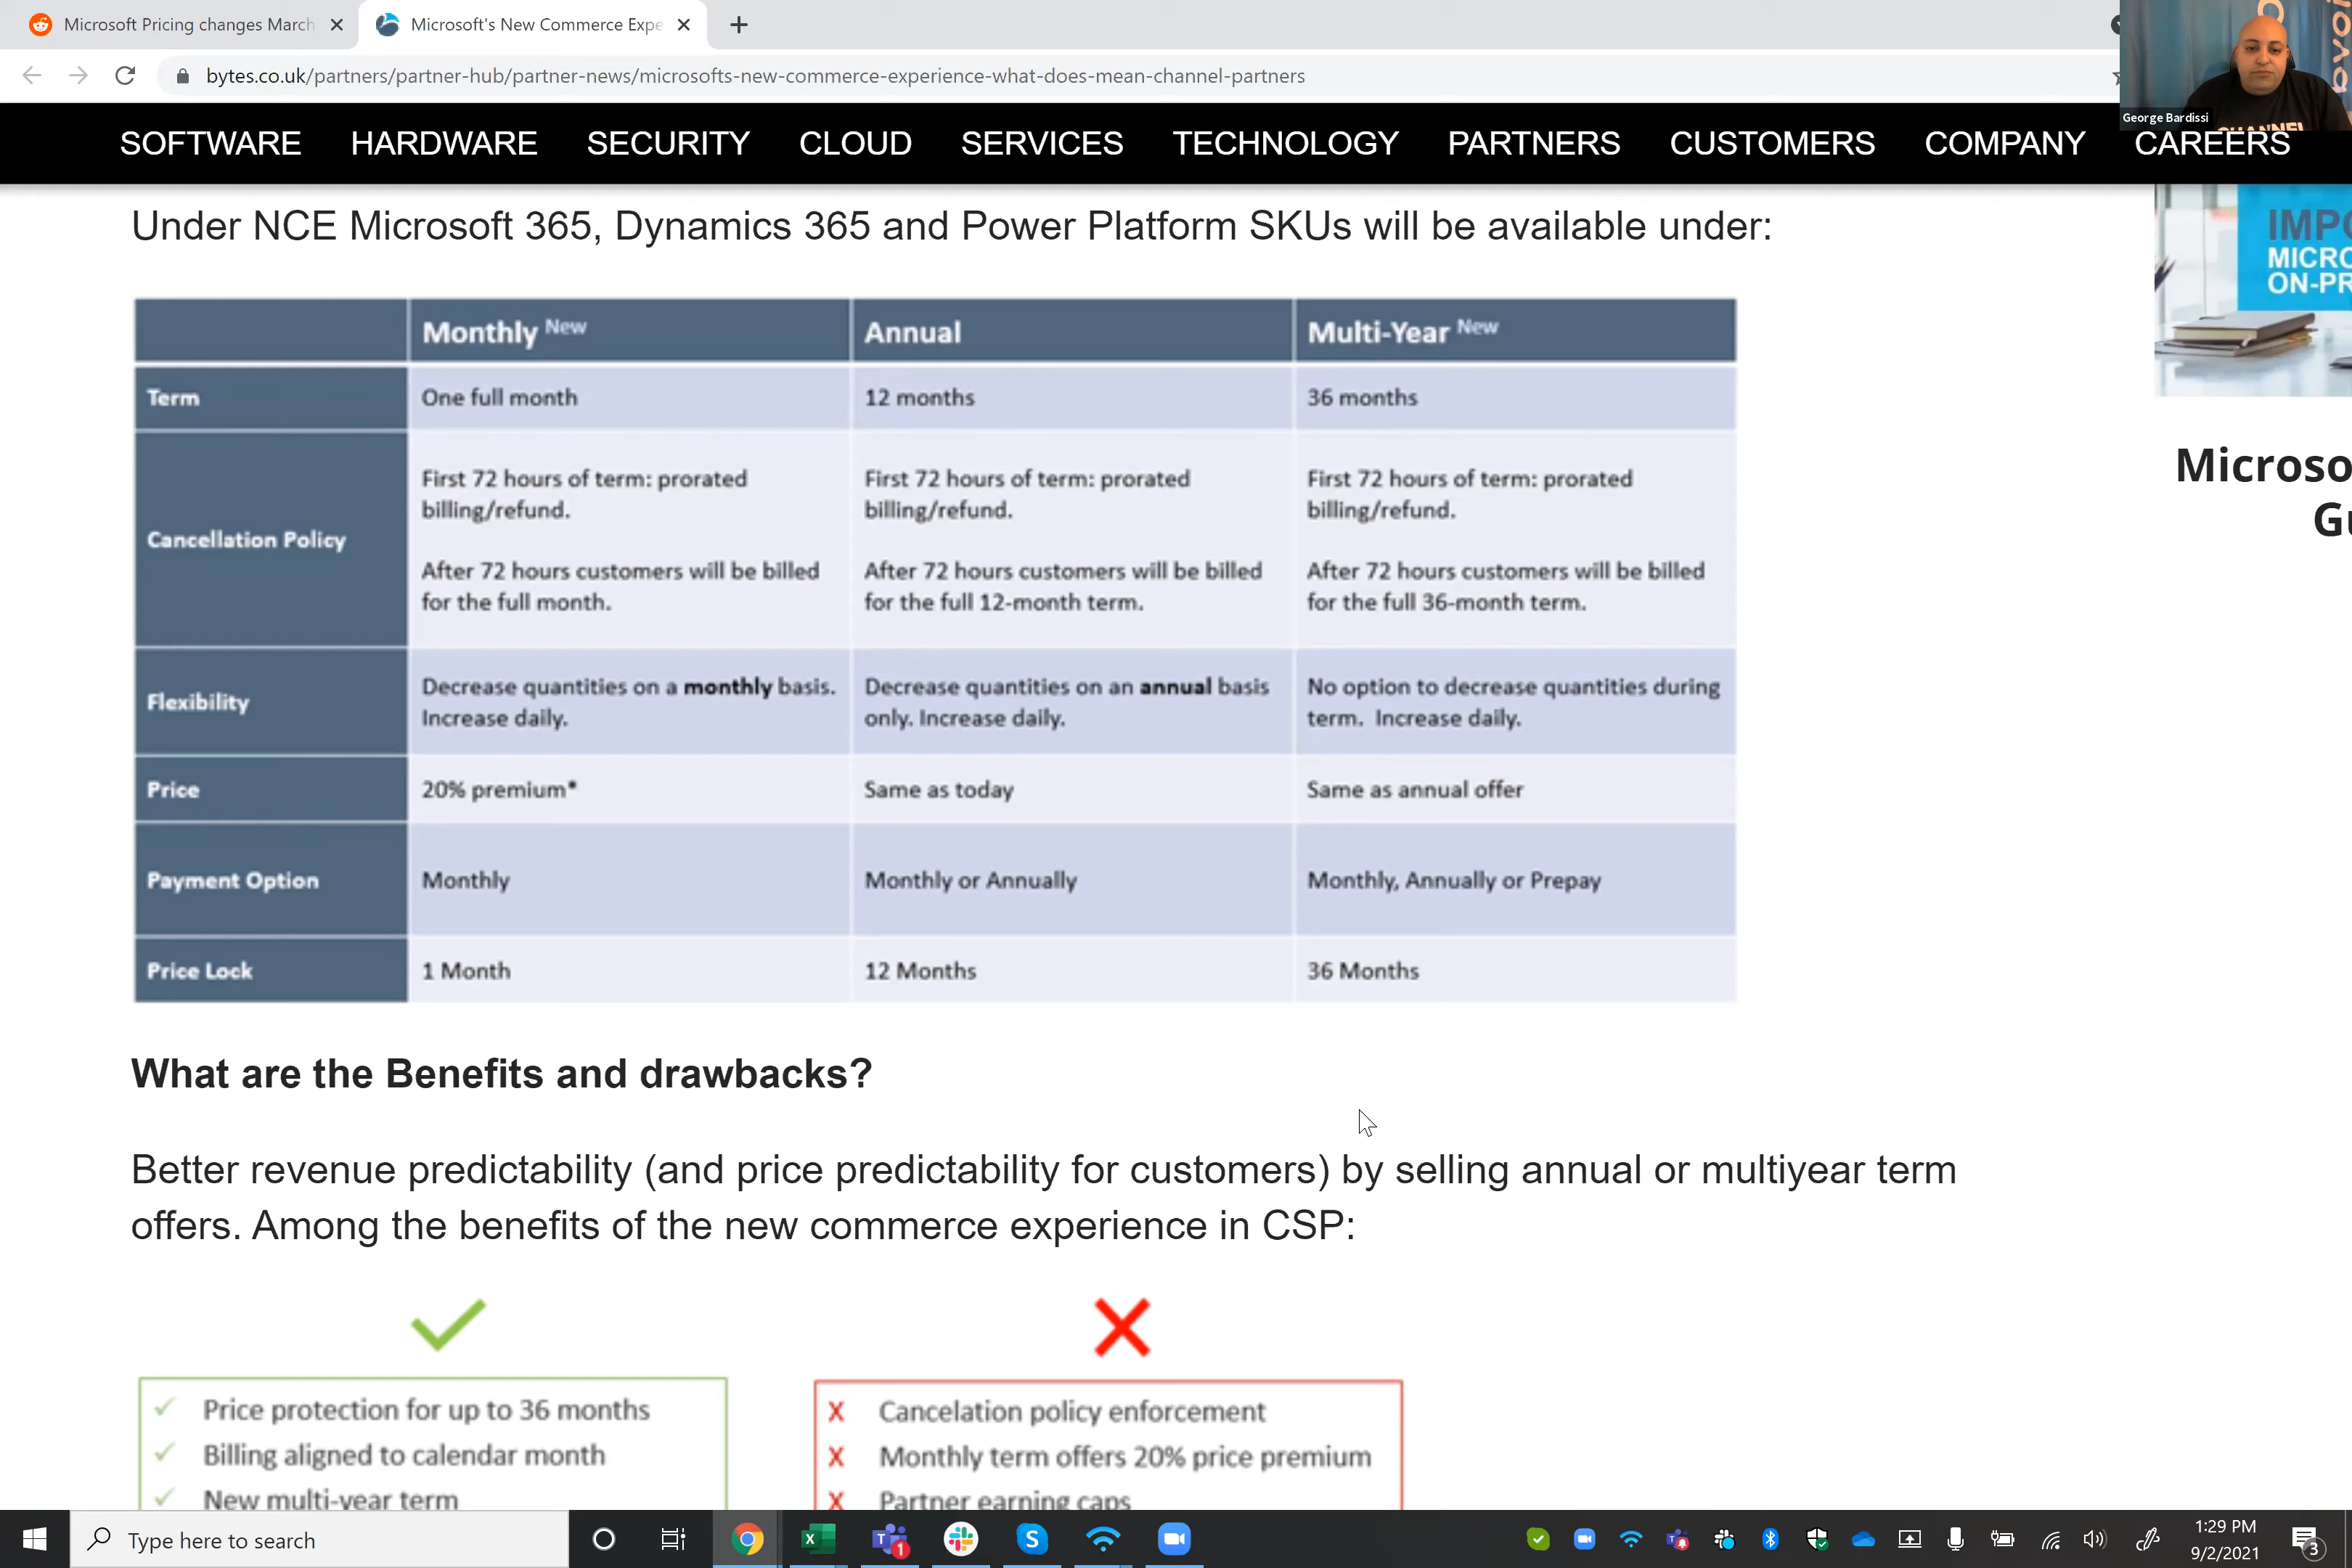 Microsoft Pricing changes March
Microsoft's New Commerce Expe
bytes.co.uk/partners/partner-hub/partner-news/microsofts-new-commerce-experience-what-does-mean-channel-partners
George Bardissi
SOFTWARE HARDWARE SECURITY CLOUD SERVICES TECHNOLOGY PARTNERS CUSTOMERS COMPANY CAREERS
Under NCE Microsoft 365, Dynamics 365 and Power Platform SKUs will be available under:
IMPO
MICRO
ON-PR
Microso
Gu
Monthly New Annual Multi-Year New
Term One full month 12 months 36 months
Cancellation Policy
First 72 hours of term: prorated
billing/refund.
After 72 hours customers will be billed
for the full month.
First 72 hours of term: prorated
billing/refund.
After 72 hours customers will be billed
for the full 12-month term.
First 72 hours of term: prorated
billing/refund.
After 72 hours customers will be billed
for the full 36-month term.
Flexibility
Decrease quantities on a monthly basis.
Increase daily.
Decrease quantities on an annual basis
only. Increase daily.
No option to decrease quantities during
term. Increase daily.
Price 20% premium* Same as today Same as annual offer
Payment Option Monthly Monthly or Annually Monthly, Annually or Prepay
Price Lock 1 Month 12 Months 36 Months
What are the Benefits and drawbacks?
Better revenue predictability (and price predictability for customers) by selling annual or multiyear term
offers. Among the benefits of the new commerce experience in CSP:
Price protection for up to 36 months
Billing aligned to calendar month
New multi-year term
X Cancelation policy enforcement
X Monthly term offers 20% price premium
X Partner earning caps
Type here to search
1:29 PM
9/2/2021
3